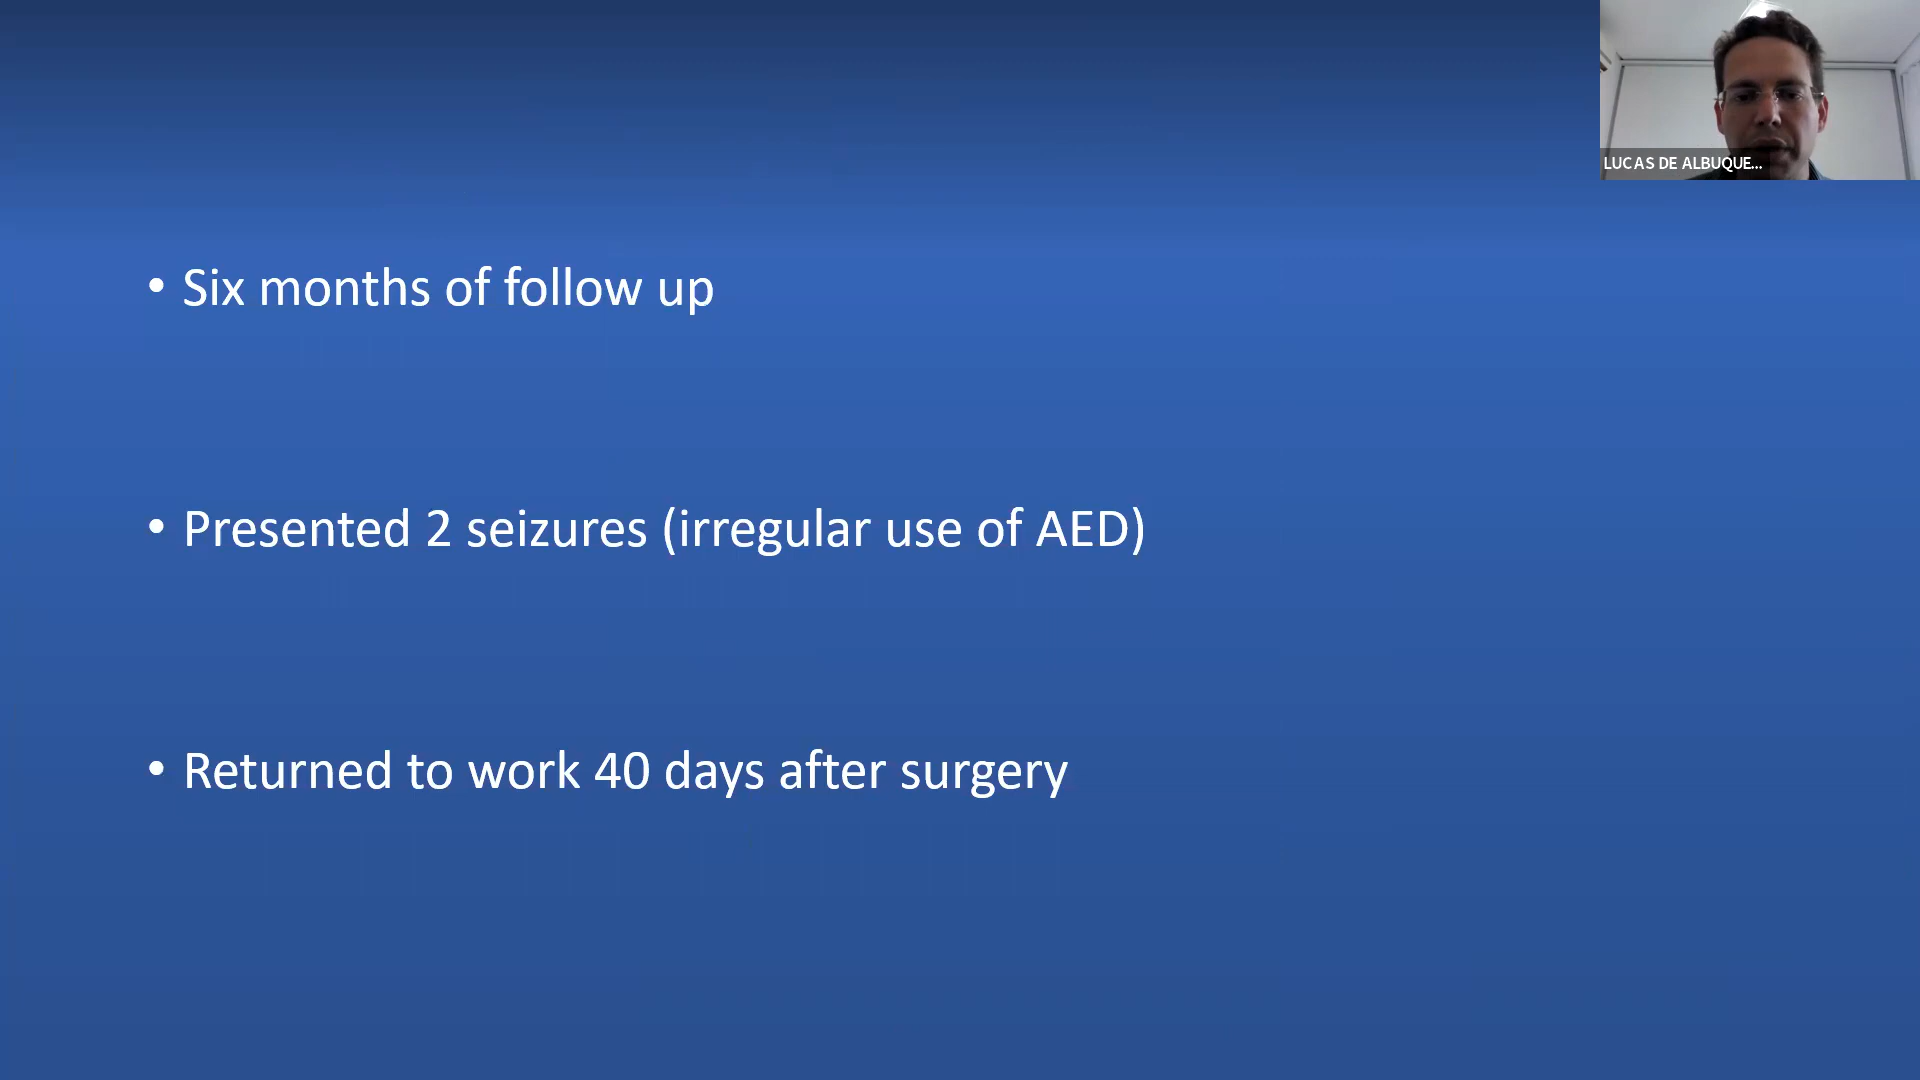 LUCAS DE ALBUQUE...
• Six months of follow up
• Presented 2 seizures (irregular use of AED)
• Returned to work 40 days after surgery